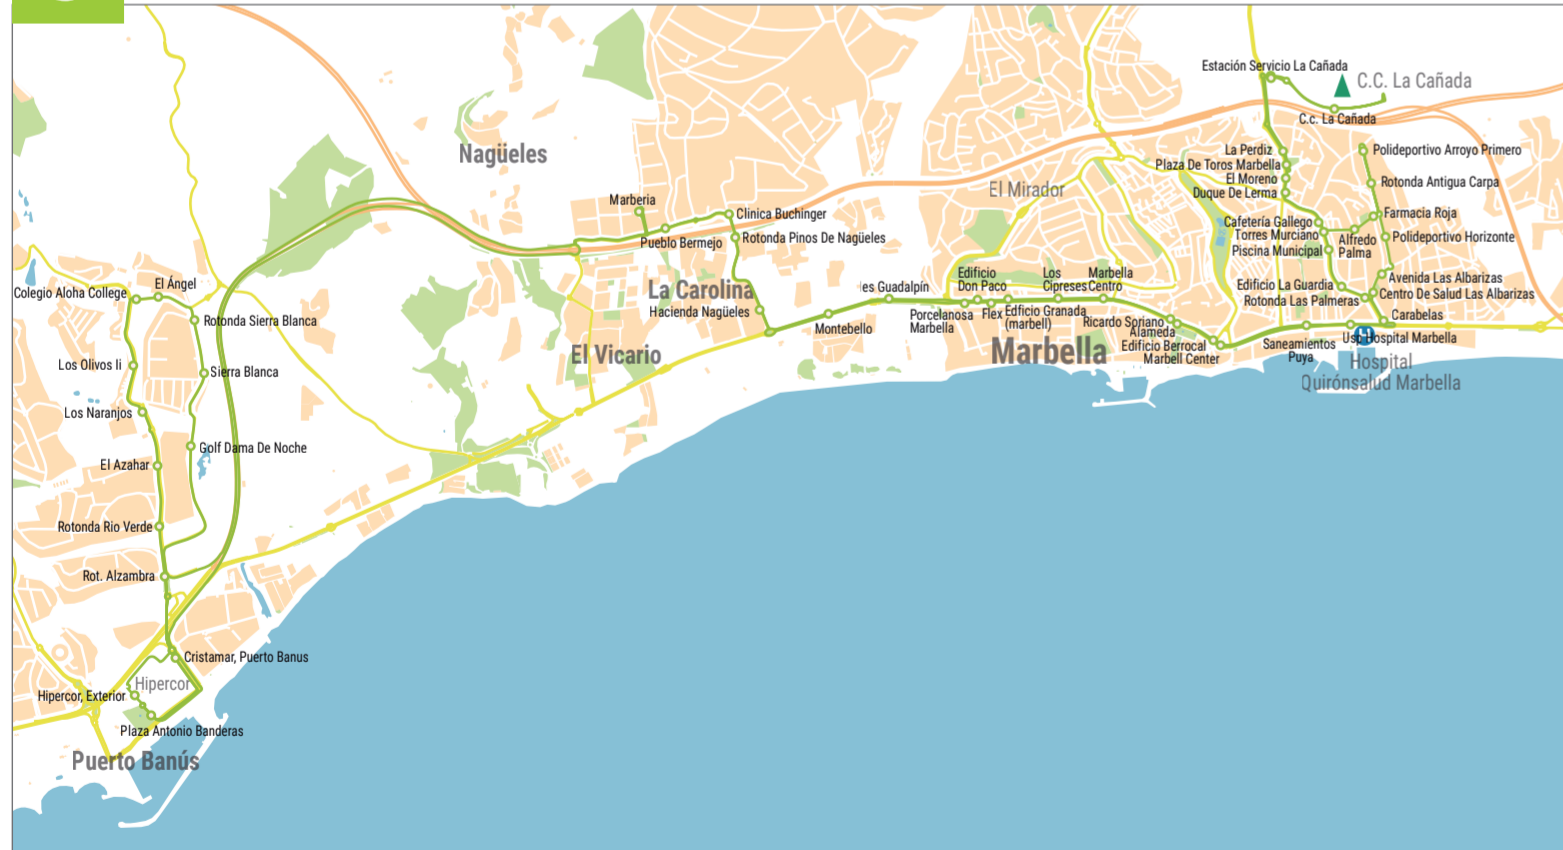 Estación Servicio La Cañada
C.C. La Cañada
C.c. La Cañada
Nagüeles
La Perdiz
Polideportivo Arroyo Primero
Plaza De Toros Marbella
El Moreno
Rotonda Antigua Carpa
El Mirador
Duque De Lerma
Marberia
Clinica Buchinger
Farmacia Roja
Cafetería Gallego
Pueblo Bermejo
Rotonda Pinos De Nagüeles
Torres Murciano
Alfredo
Palma
Polideportivo Horizonte
Piscina Municipal
El Ángel
Colegio Aloha College
La Carolina
es Guadalpín
Edificio
Don Paco
Los
Cipreses
Marbella
Centro
Avenida Las Albarizas
Edificio La Guardia
Centro De Salud Las Albarizas
Rotonda Las Palmeras
Rotonda Sierra Blanca
Hacienda Nagüeles
Montebello
Porcelanosa
Marbella
Flex
Edficio Granada
(marbell)
Ricardo Soriano
Alameda
Carabelas
Edificio Berrocal
Marbell Center
Saneamientos
Puya
Usp Hospital Marbella
El Vicario
Marbella
Hospital
Quirónsalud Marbella
Los Olivos Ii
Sierra Blanca
Los Naranjos
Golf Dama De Noche
El Azahar
Rotonda Rio Verde
Rot. Alzambra
Cristamar, Puerto Banus
Hipercor
Hipercor, Exterior
Plaza Antonio Banderas
Puerto Banús